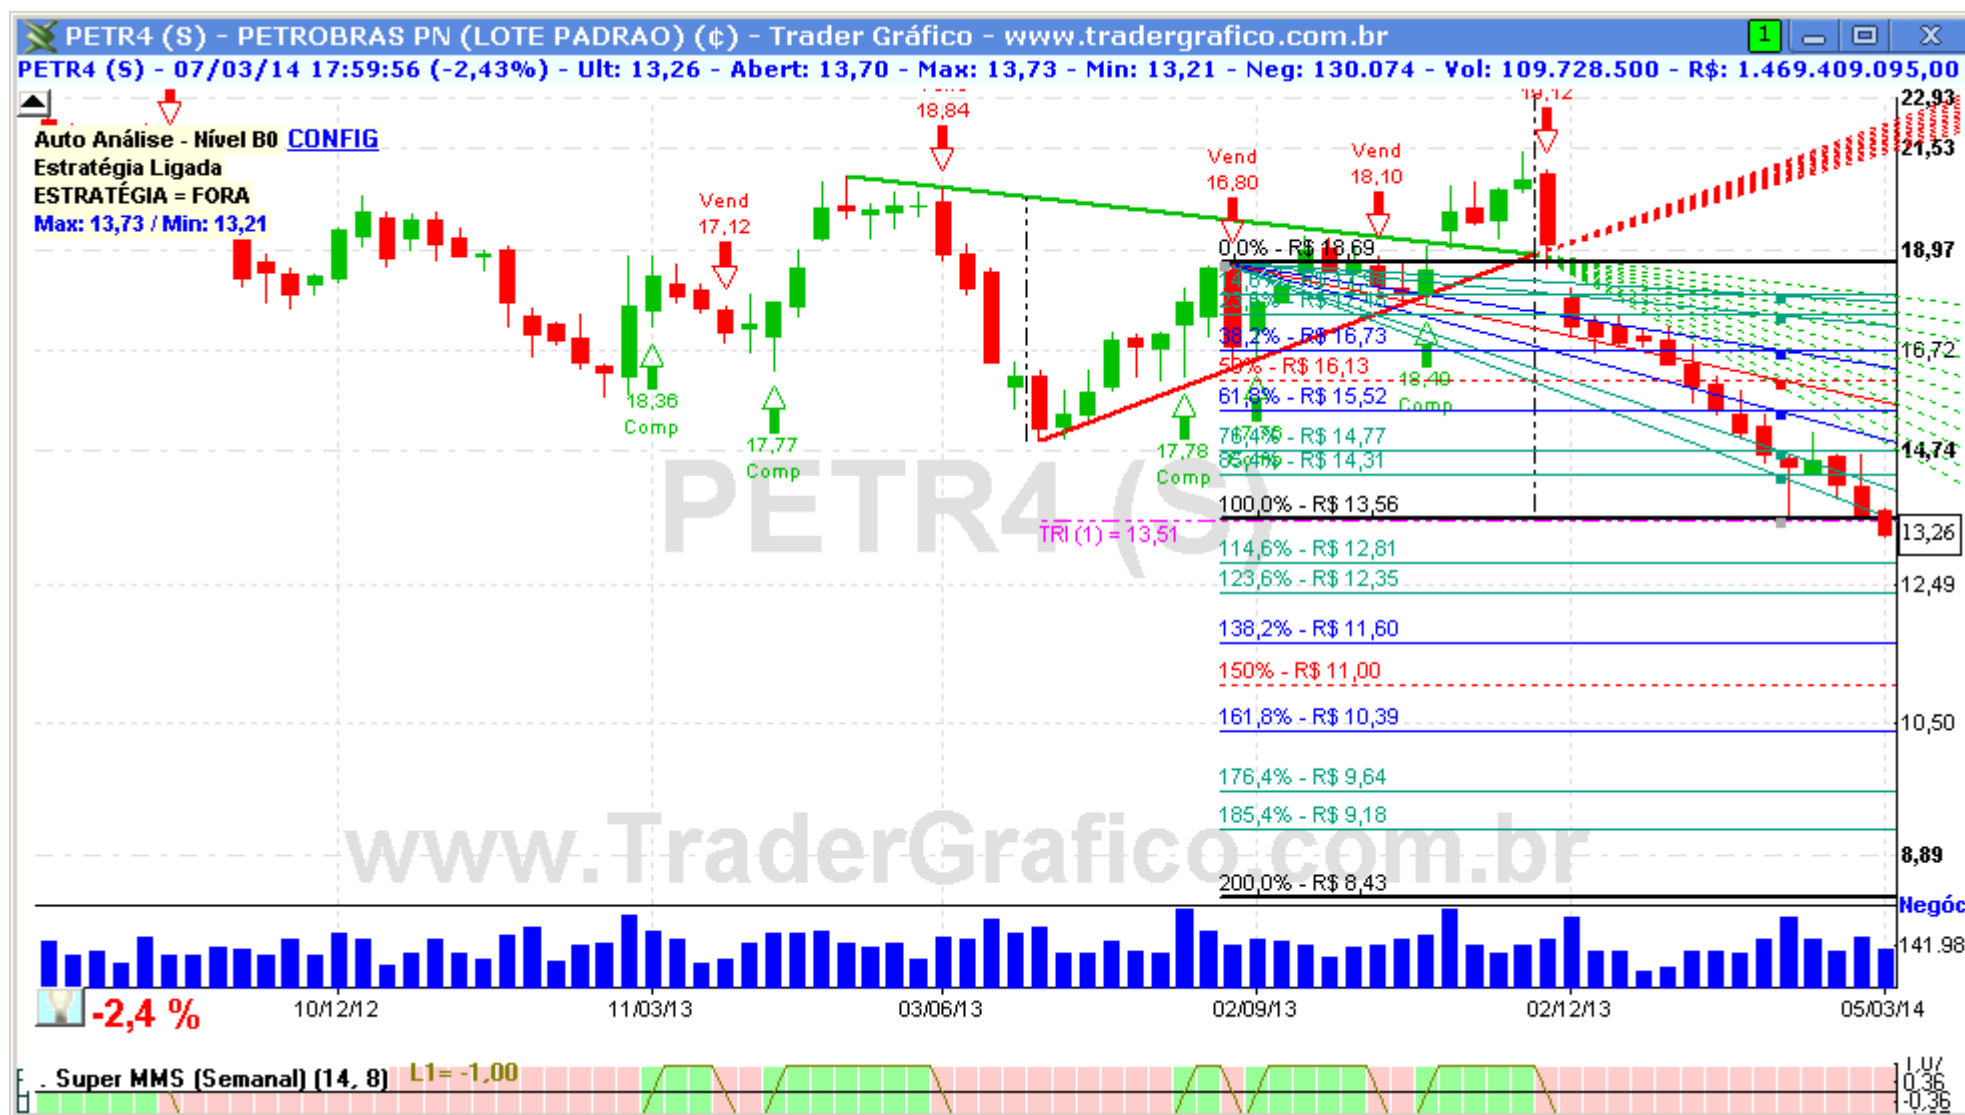 PETR4 (S) - PETROBRAS PN (LOTE PADRAO) (¢) - Trader Gráfico - www.tradergrafico.com.br
1
X
PETR4 (S) - 07/03/14 17:59:56 (-2,43%) - Ult: 13,26 - Abert: 13,70 - Max: 13,73 - Min: 13,21 - Neg: 130.074 - Vol: 109.728.500 - R$: 1.469.409.095,00
Auto Análise - Nível B0 CONFIG
Estratégia Ligada
ESTRATÉGIA = FORA
Max: 13,73 / Min: 13,21
18,84
Vend
17,12
Vend
16,80
Vend
18,10
19,12
22,93
21,53
18,97
16,72
14,74
13,26
12,49
10,50
8,89
18,36
Comp
17,77
Comp
17,78
Comp
18,40
Comp
0,0% - R$ 18,69
38,2% - R$ 16,73
50% - R$ 16,13
61,8% - R$ 15,52
76,4% - R$ 14,77
85,4% - R$ 14,31
100,0% - R$ 13,56
TRI (1) = 13,51
114,6% - R$ 12,81
123,6% - R$ 12,35
138,2% - R$ 11,60
150% - R$ 11,00
161,8% - R$ 10,39
176,4% - R$ 9,64
185,4% - R$ 9,18
200,0% - R$ 8,43
PETR4 (S)
www.TraderGrafico.com.br
Negóc
141.98
-2,4 %
10/12/12
11/03/13
03/06/13
02/09/13
02/12/13
05/03/14
. Super MMS (Semanal) (14, 8) L1= -1,00
1,07
0,36
-0,36